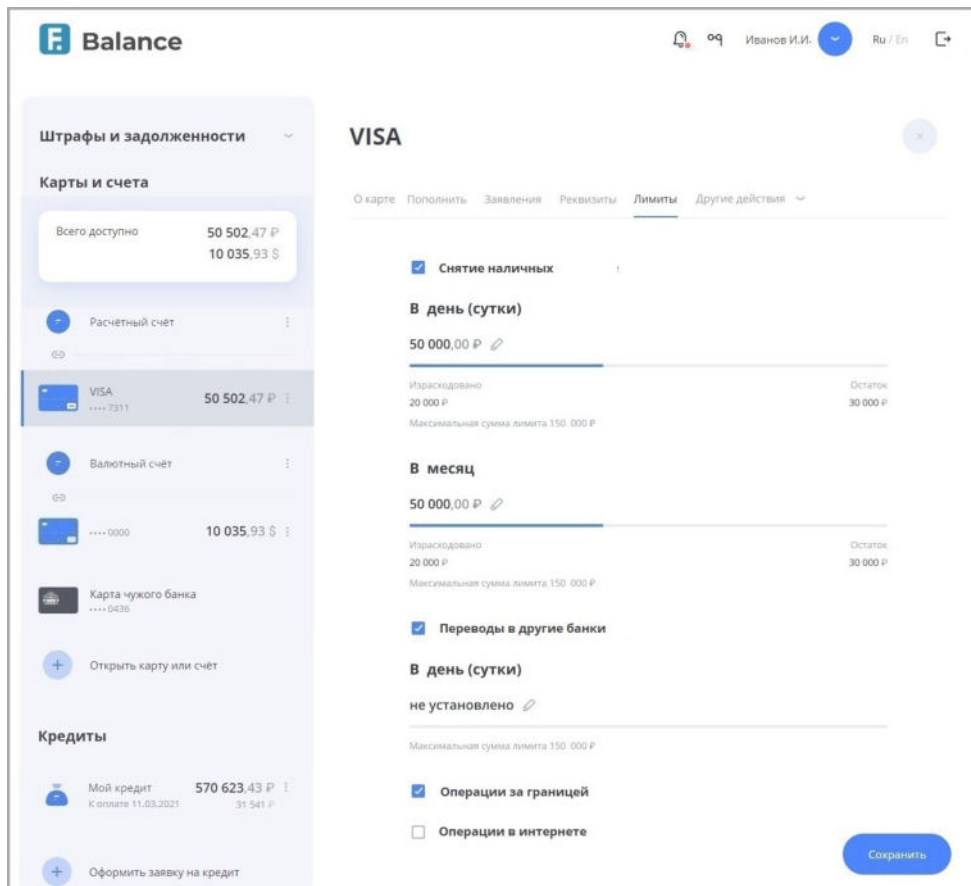 F. Balance
Иванов И.И.
Ru / En
Штрафы и задолженности
Карты и счета
Всего доступно 50 502,47 ₽
10 035,93 $
Расчётный счёт
VISA 50 502,47 ₽
•••• 7311
Валютный счёт
•••• 0000 10 035,93 $
Карта чужого банка
•••• 0436
Открыть карту или счёт
Кредиты
Мой кредит 570 623,43 ₽
К оплате 11.03.2021 31 541 ₽
Оформить заявку на кредит
VISA
О карте Пополнить Заявления Реквизиты Лимиты Другие действия
Снятие наличных
В день (сутки)
50 000,00 ₽
Израсходовано Остаток
20 000 ₽ 30 000 ₽
Максимальная сумма лимита 150 000 ₽
В месяц
50 000,00 ₽
Израсходовано Остаток
20 000 ₽ 30 000 ₽
Максимальная сумма лимита 150 000 ₽
Переводы в другие банки
В день (сутки)
не установлено
Максимальная сумма лимита 150 000 ₽
Операции за границей
Операции в интернете
Сохранить